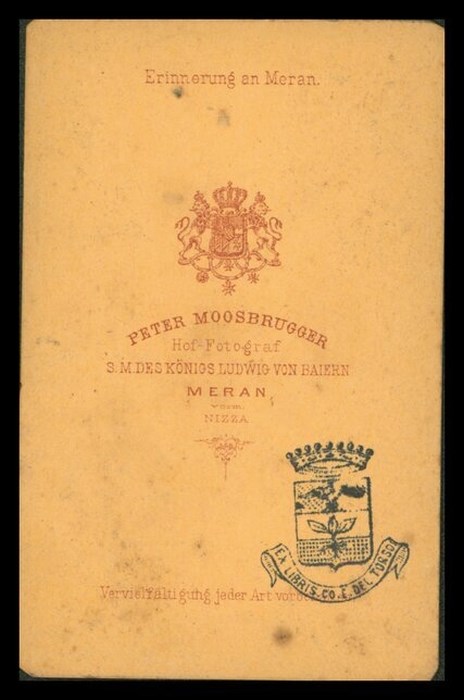 Erinnerung an Meran.
PETER MOOSBRUGGER
Hof-Fotograf
S. M. DES KÖNIGS LUDWIG VON BAIERN
MERAN
vorm.
NIZZA
Vervielfältigung jeder Art
EX LIBRIS. CO. E. DEL TORSO